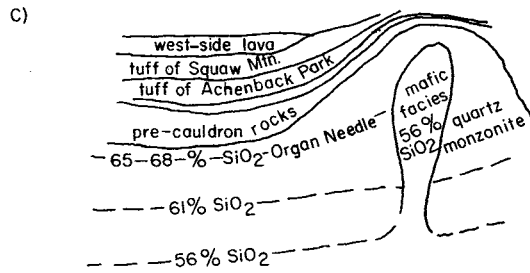 C)
west-side lava
tuff of Squaw Mtn.
tuff of Achenback Park
pre-cauldron rocks
mafic
facies
56%
SiO2
65-68-%-SiO2-Organ Needle
quartz
monzonite
61% SiO2
56% SiO2